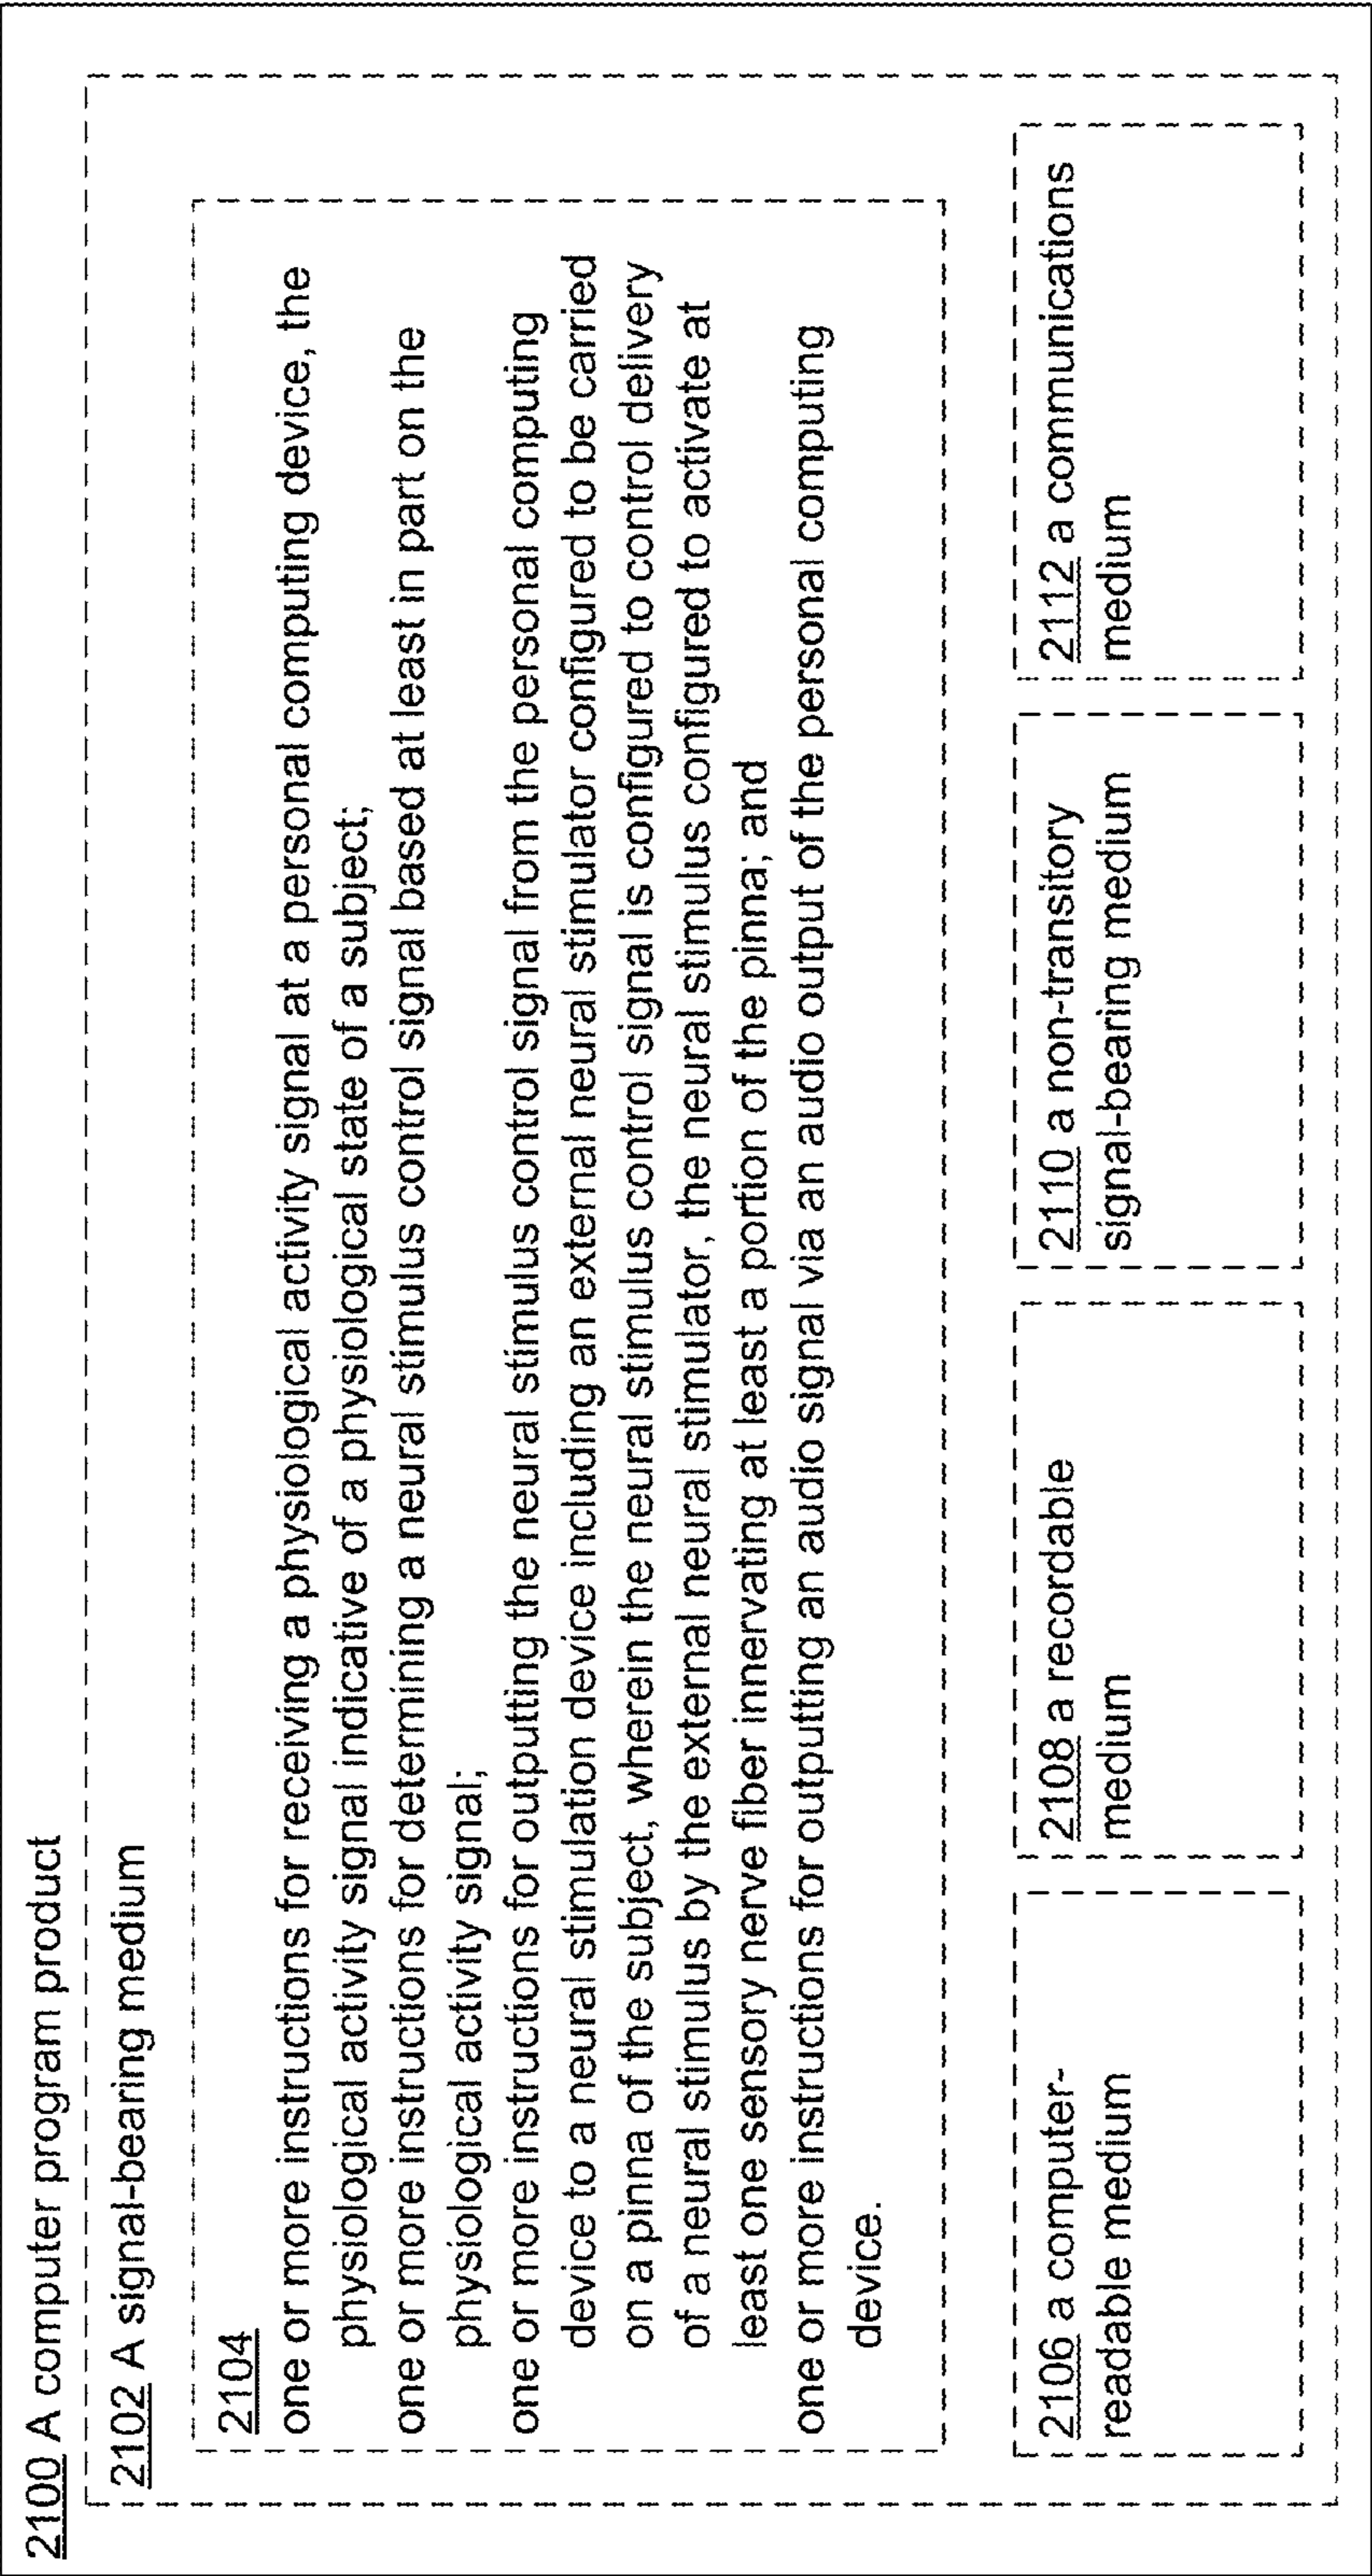 2100 A computer program product
2102 A signal-bearing medium
2104
one or more instructions for receiving a physiological activity signal at a personal computing device, the
physiological activity signal indicative of a physiological state of a subject;
one or more instructions for determining a neural stimulus control signal based at least in part on the
physiological activity signal;
one or more instructions for outputting the neural stimulus control signal from the personal computing
device to a neural stimulation device including an external neural stimulator configured to be carried
on a pinna of the subject, wherein the neural stimulus control signal is configured to control delivery
of a neural stimulus by the external neural stimulator, the neural stimulus configured to activate at
least one sensory nerve fiber innervating at least a portion of the pinna; and
one or more instructions for outputting an audio signal via an audio output of the personal computing
device.
2106 a computer-
readable medium
2108 a recordable
medium
2110 a non-transitory
signal-bearing medium
2112 a communications
medium